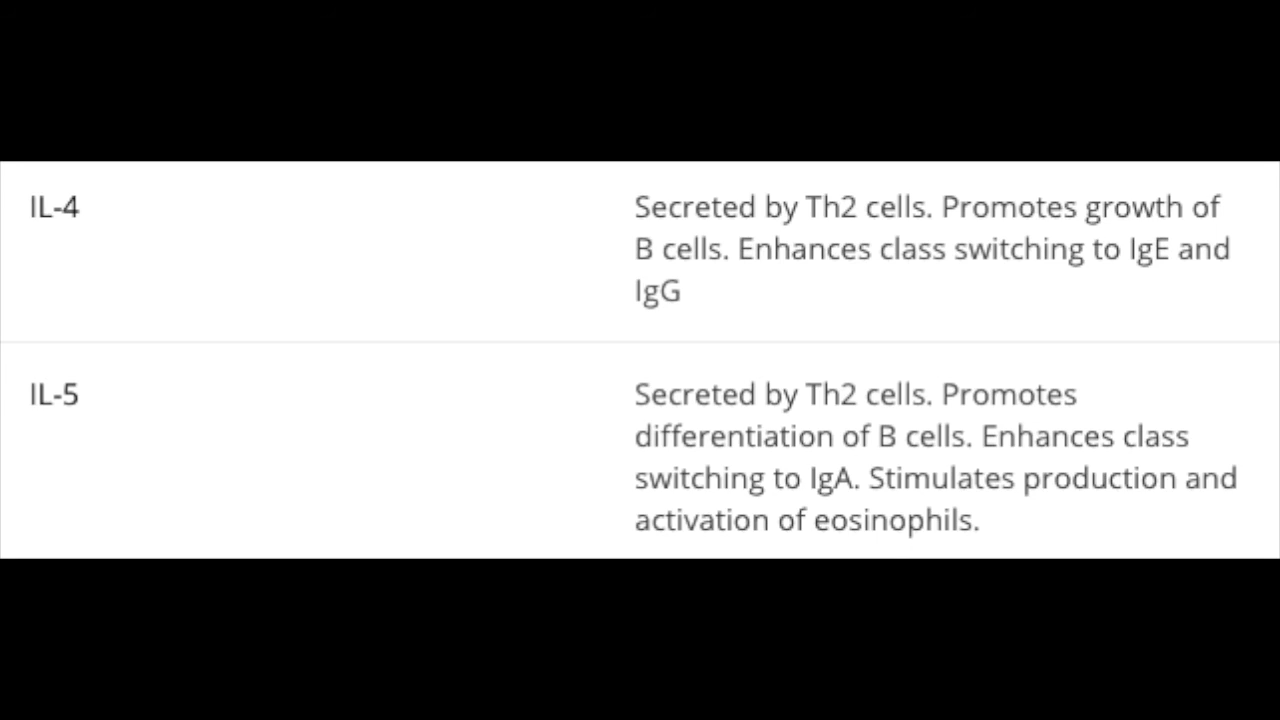 IL-4
Secreted by Th2 cells. Promotes growth of
B cells. Enhances class switching to IgE and
IgG
IL-5
Secreted by Th2 cells. Promotes
differentiation of B cells. Enhances class
switching to IgA. Stimulates production and
activation of eosinophils.